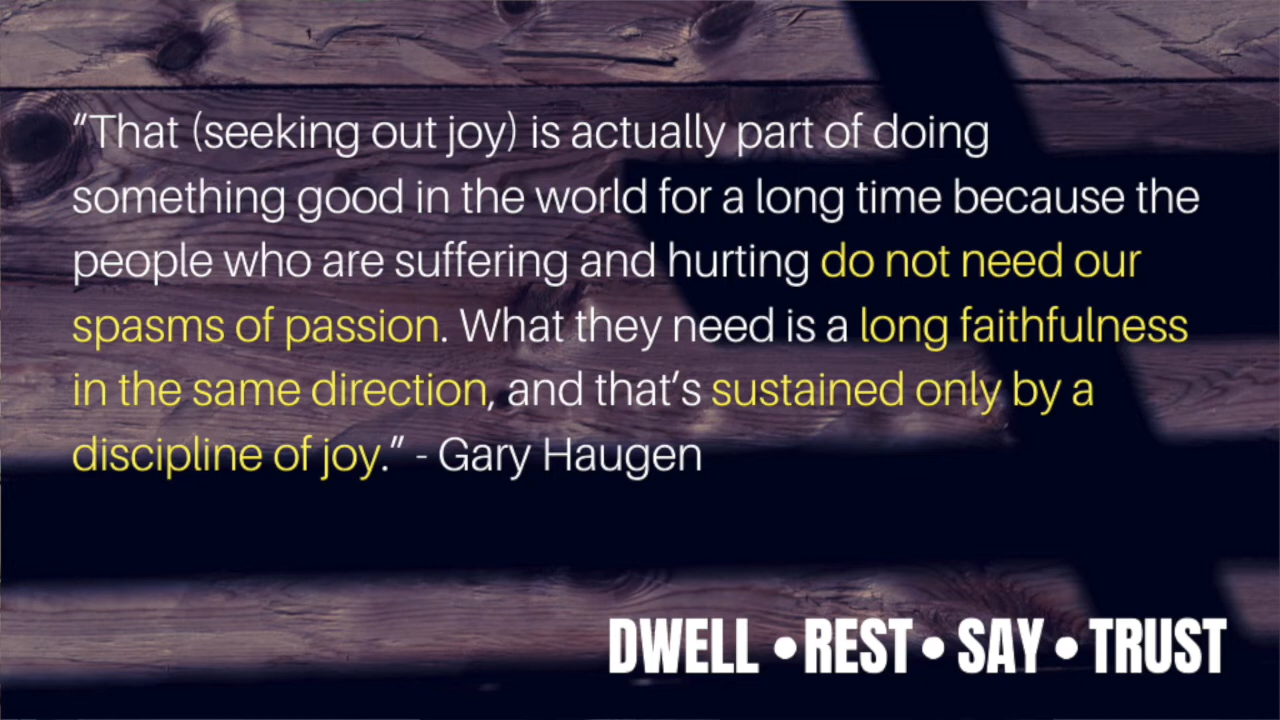 “That (seeking out joy) is actually part of doing
something good in the world for a long time because the
people who are suffering and hurting do not need our
spasms of passion. What they need is a long faithfulness
in the same direction, and that’s sustained only by a
discipline of joy.” - Gary Haugen
DWELL • REST • SAY • TRUST